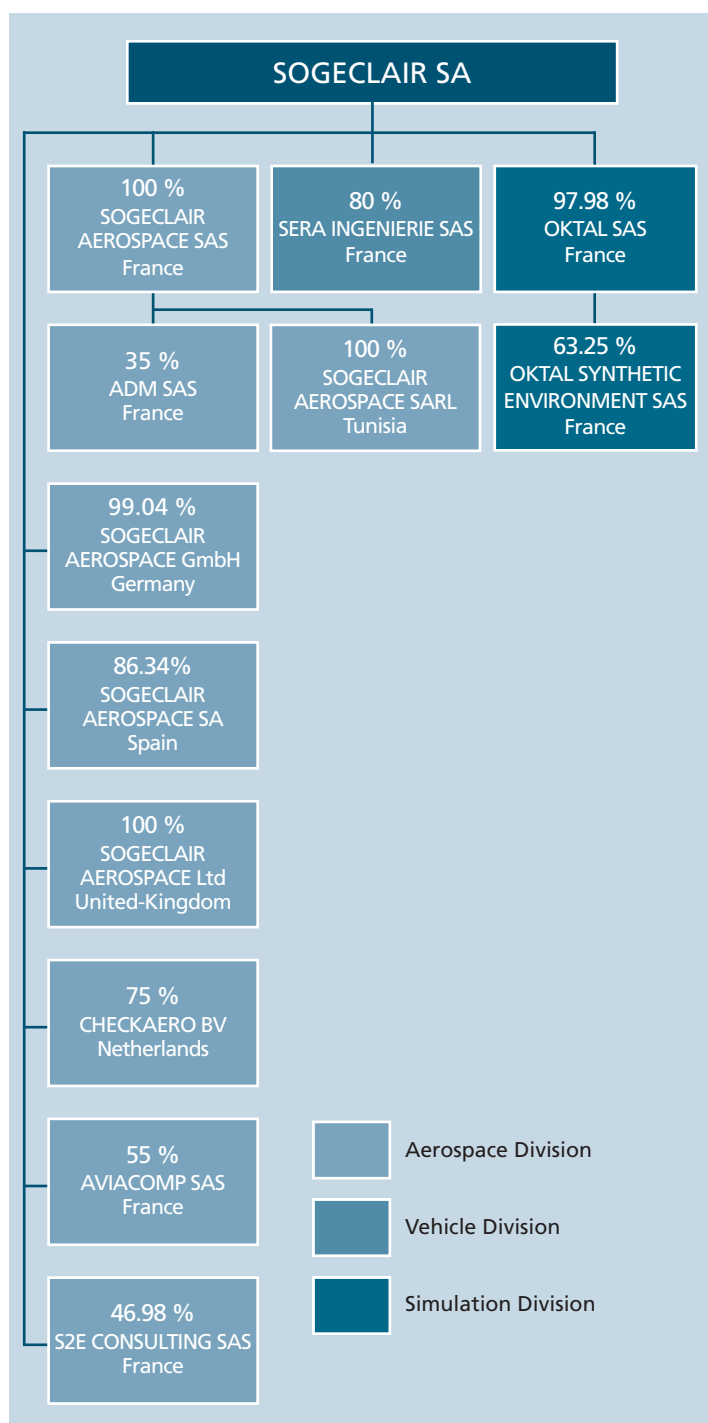 SOGECLAIR SA
100 %
SOGECLAIR
AEROSPACE SAS
France
80 %
SERA INGENIERIE SAS
France
97.98 %
OKTAL SAS
France
35 %
ADM SAS
France
100 %
SOGECLAIR
AEROSPACE SARL
Tunisia
63.25 %
OKTAL SYNTHETIC
ENVIRONMENT SAS
France
99.04 %
SOGECLAIR
AEROSPACE GmbH
Germany
86.34%
SOGECLAIR
AEROSPACE SA
Spain
100 %
SOGECLAIR
AEROSPACE Ltd
United-Kingdom
75 %
CHECKAERO BV
Netherlands
55 %
AVIACOMP SAS
France
46.98 %
S2E CONSULTING SAS
France
Aerospace Division
Vehicle Division
Simulation Division